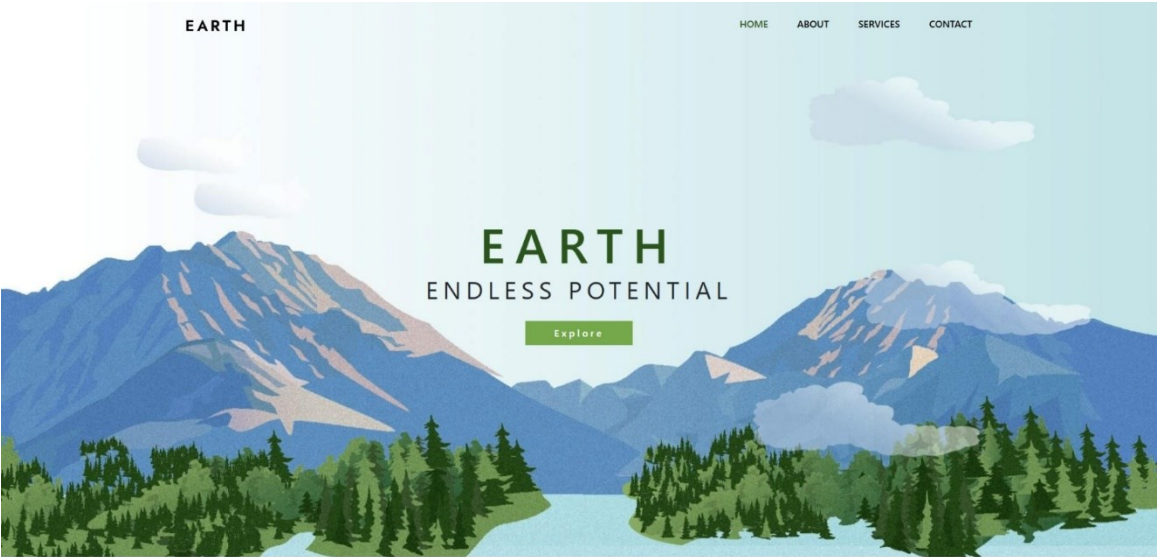 EARTH
HOME ABOUT SERVICES CONTACT
EARTH
ENDLESS POTENTIAL
Explore